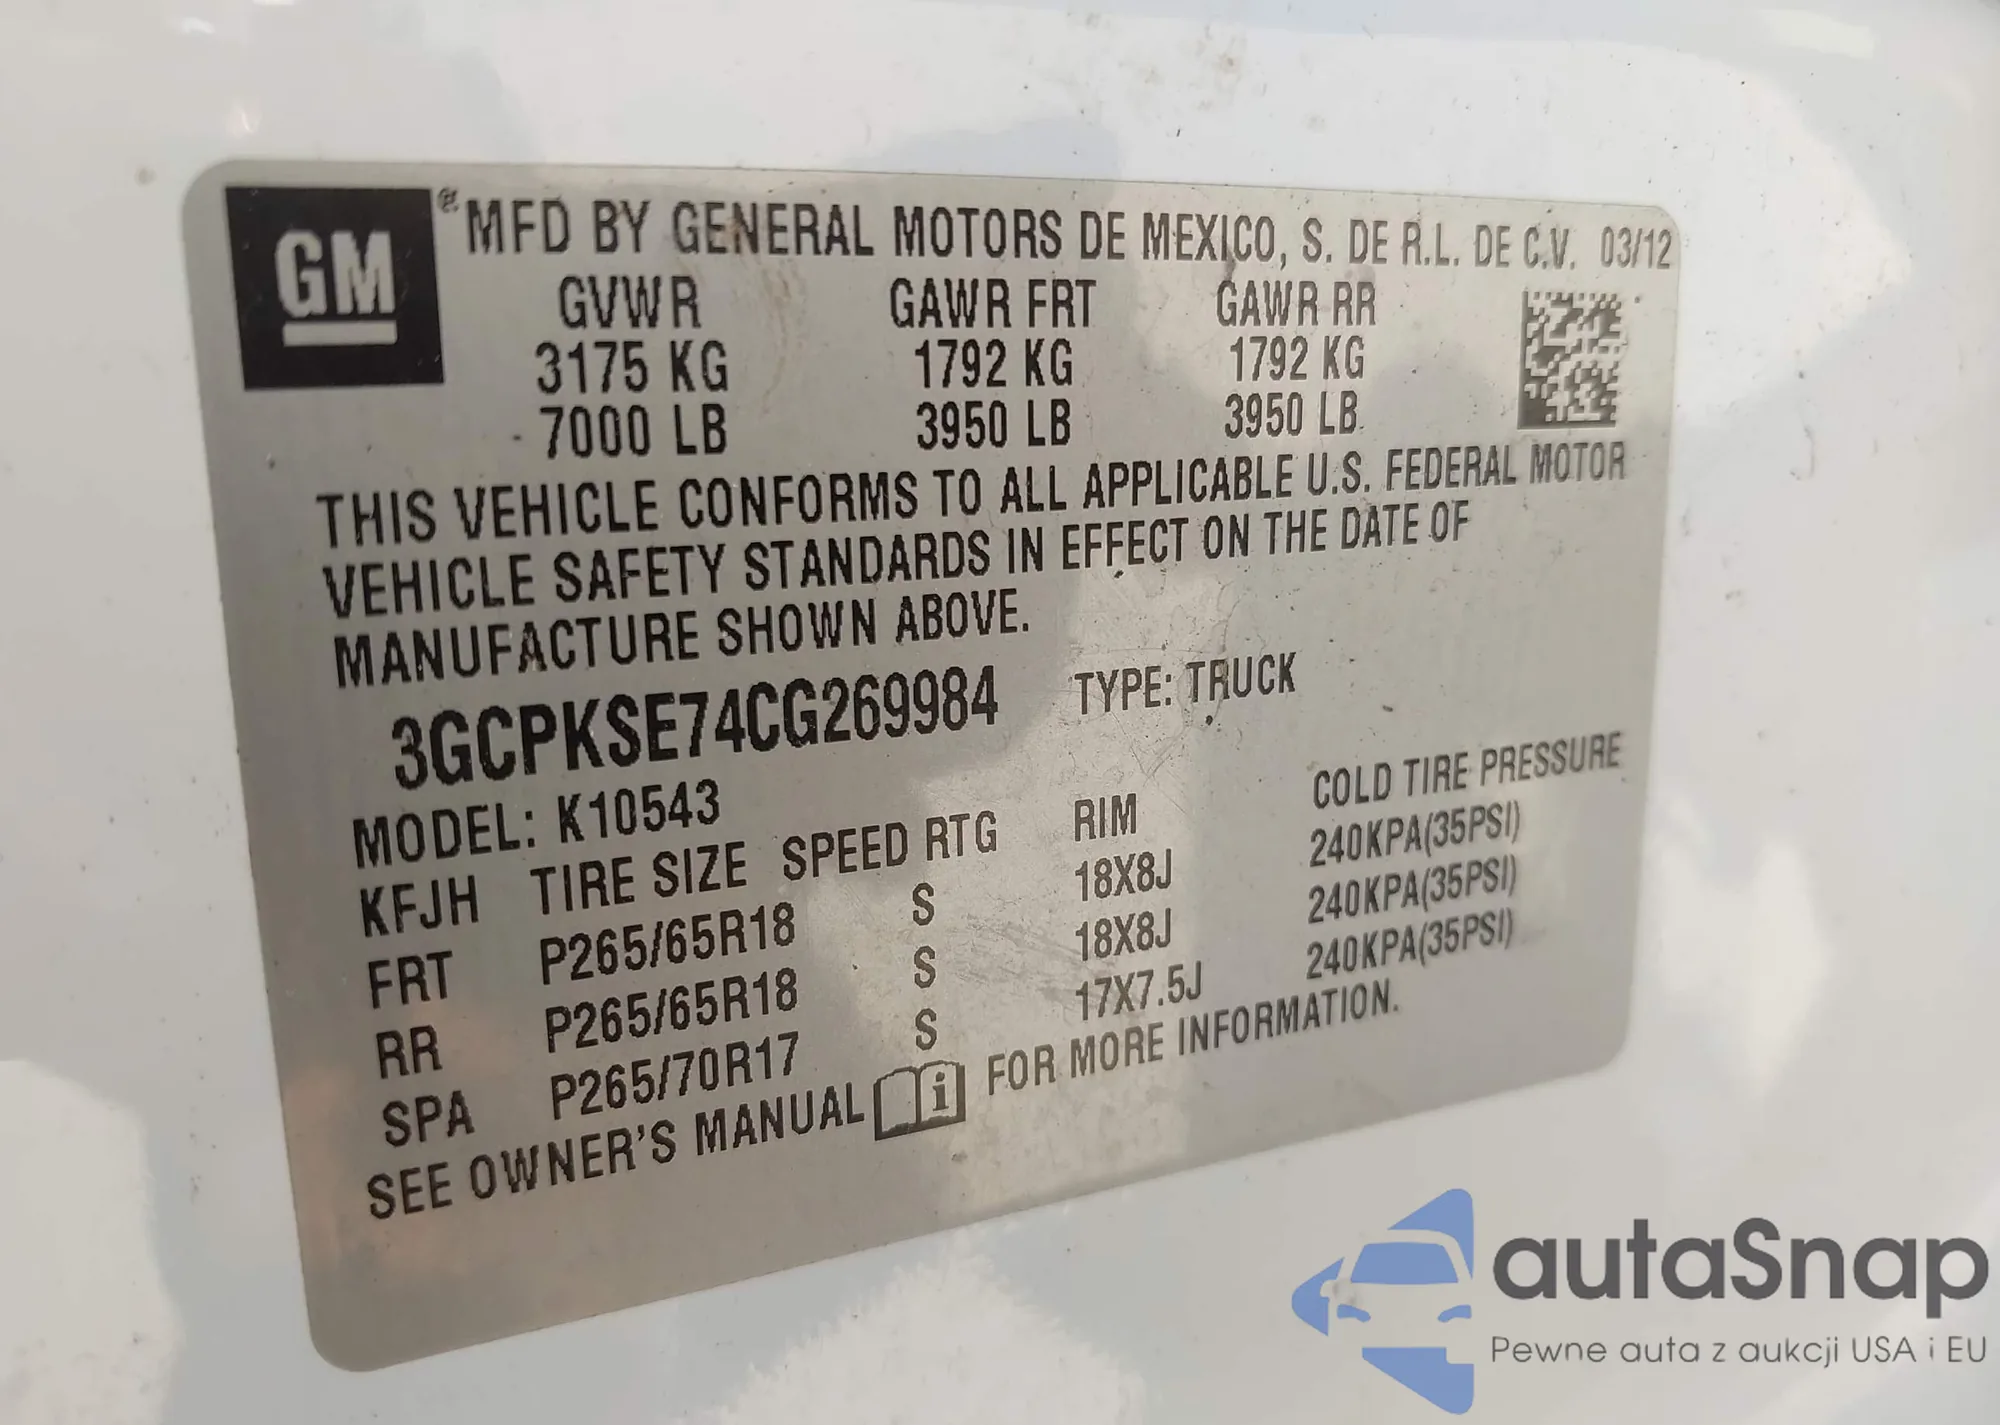 GM
MFD BY GENERAL MOTORS DE MEXICO, S. DE R.L. DE C.V. 03/12
GVWR GAWR FRT GAWR RR
3175 KG 1792 KG 1792 KG
7000 LB 3950 LB 3950 LB
THIS VEHICLE CONFORMS TO ALL APPLICABLE U.S. FEDERAL MOTOR
VEHICLE SAFETY STANDARDS IN EFFECT ON THE DATE OF
MANUFACTURE SHOWN ABOVE.
3GCPKSE74CG269984 TYPE: TRUCK
MODEL: K10543
KFJH TIRE SIZE SPEED RTG RIM COLD TIRE PRESSURE
FRT P265/65R18 S 18X8J 240KPA(35PSI)
RR P265/65R18 S 18X8J 240KPA(35PSI)
SPA P265/70R17 S 17X7.5J 240KPA(35PSI)
SEE OWNER'S MANUAL i FOR MORE INFORMATION.
autaSnap
Pewne auta z aukcji USA i EU